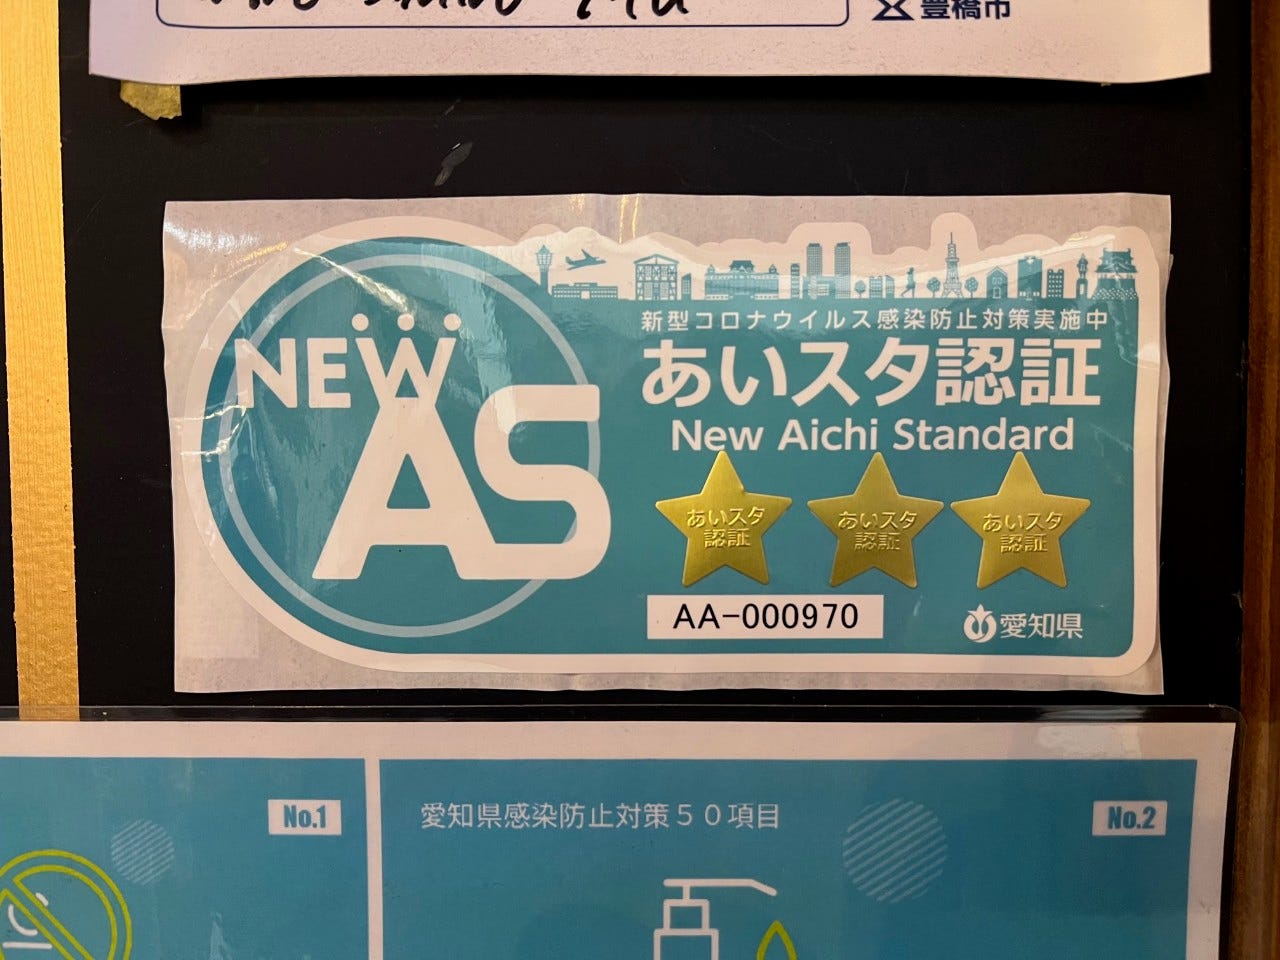 豊橋市
新型コロナウイルス感染防止対策実施中
NEW
AS
あいスタ認証
New Aichi Standard
あいスタ
認証
あいスタ
認証
あいスタ
認証
AA-000970
愛知県
No.1
愛知県感染防止対策50項目
No.2